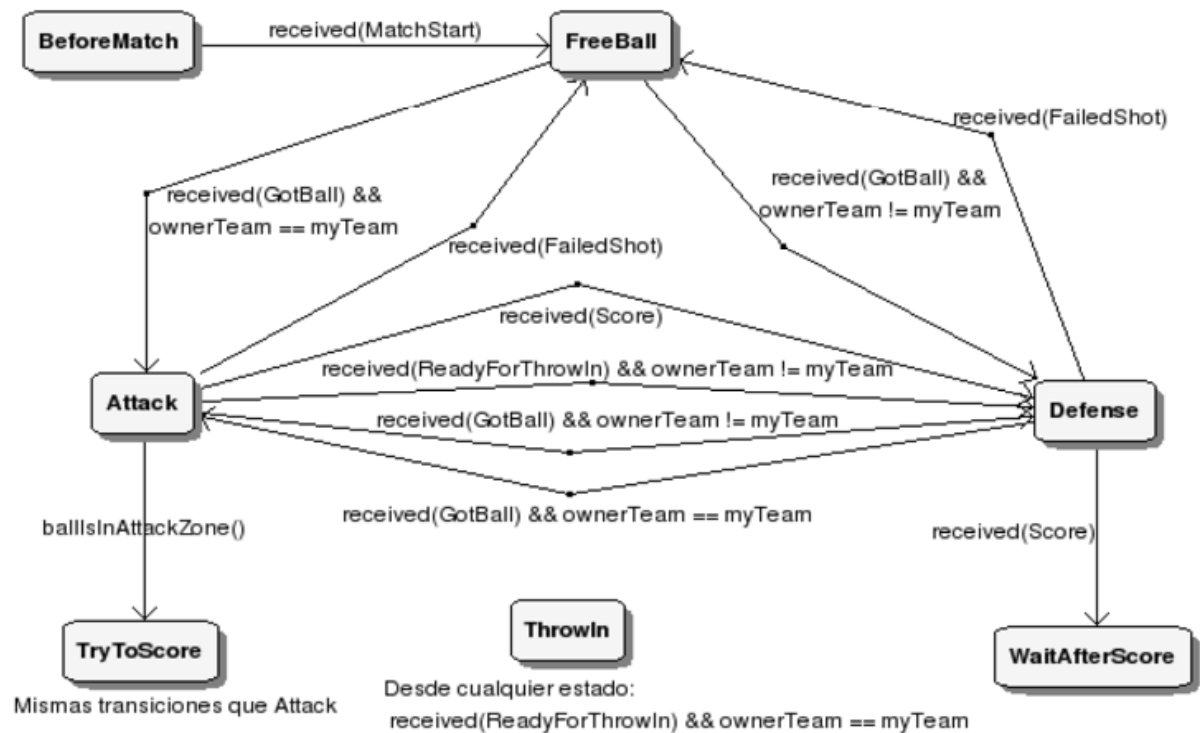 BeforeMatch
received(MatchStart)
FreeBall
received(FailedShot)
received(GotBall) &&
ownerTeam == myTeam
received(GotBall) &&
ownerTeam != myTeam
received(FailedShot)
received(Score)
received(ReadyForThrowIn) && ownerTeam != myTeam
Attack
Defense
received(GotBall) && ownerTeam != myTeam
received(GotBall) && ownerTeam == myTeam
ballIsInAttackZone()
received(Score)
TryToScore
ThrowIn
WaitAfterScore
Mismas transiciones que Attack
Desde cualquier estado:
received(ReadyForThrowIn) && ownerTeam == myTeam